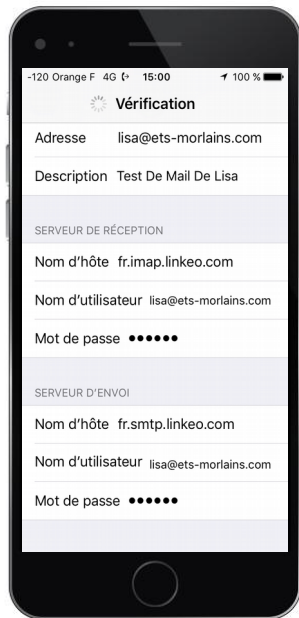 -120 Orange F 4G 15:00 100 %
Vérification
Adresse lisa@ets-morlains.com
Description Test De Mail De Lisa
SERVEUR DE RÉCEPTION
Nom d'hôte fr.imap.linkeo.com
Nom d'utilisateur lisa@ets-morlains.com
Mot de passe ●●●●●●
SERVEUR D'ENVOI
Nom d'hôte fr.smtp.linkeo.com
Nom d'utilisateur lisa@ets-morlains.com
Mot de passe ●●●●●●